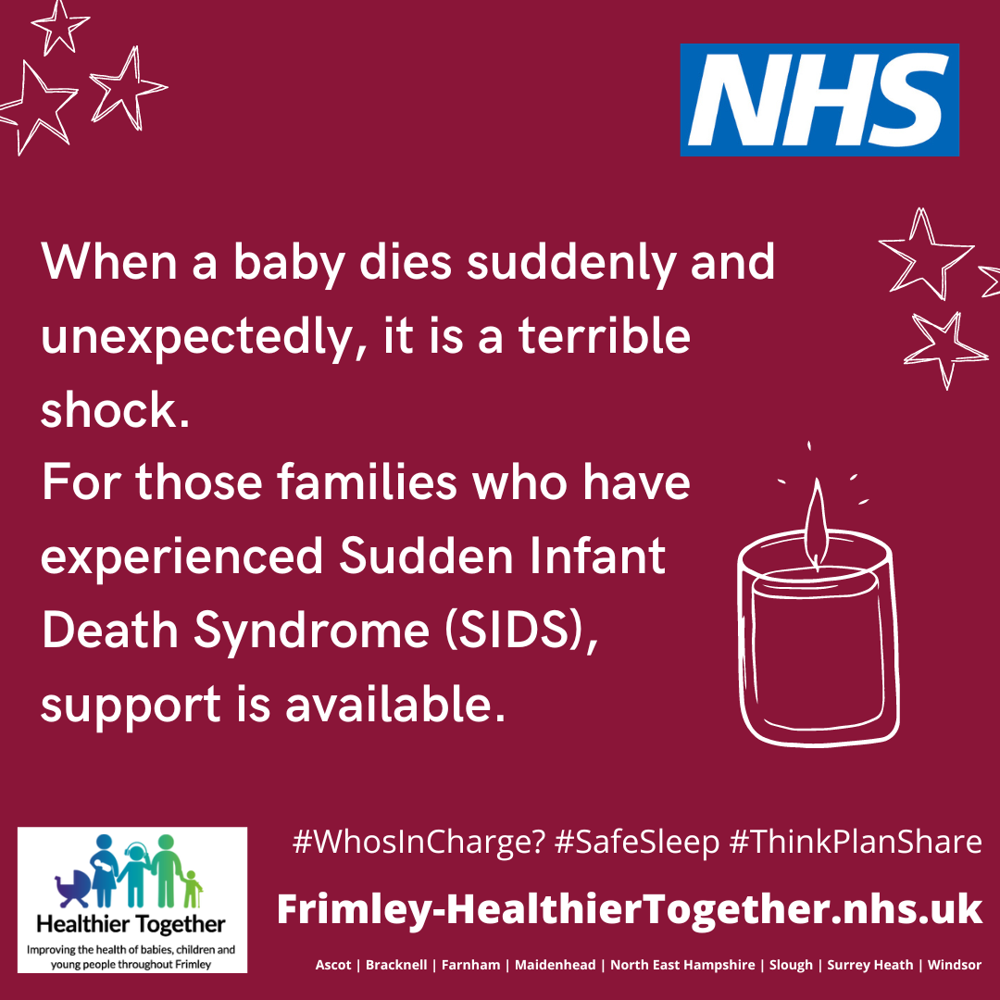 NHS
When a baby dies suddenly and
unexpectedly, it is a terrible
shock.
For those families who have
experienced Sudden Infant
Death Syndrome (SIDS),
support is available.
#WhosInCharge? #SafeSleep #ThinkPlanShare
Frimley-HealthierTogether.nhs.uk
Ascot | Bracknell | Farnham | Maidenhead | North East Hampshire | Slough | Surrey Heath | Windsor
Healthier Together
Improving the health of babies, children and
young people throughout Frimley